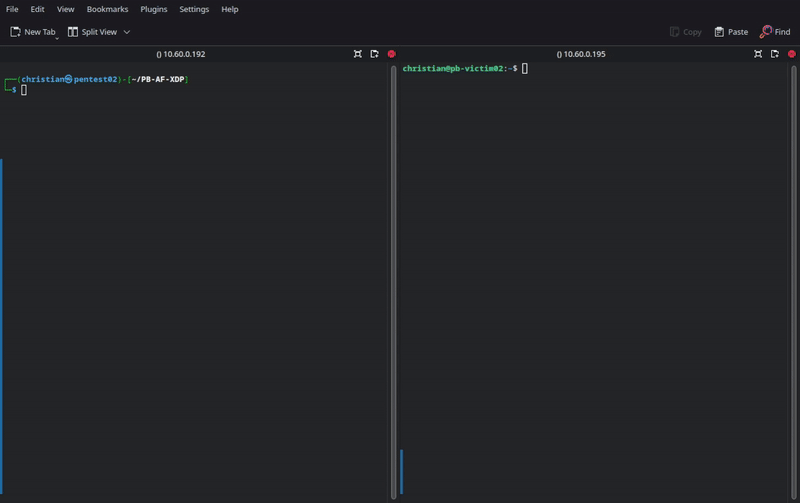 File Edit View Bookmarks Plugins Settings Help
New Tab Split View Copy Paste Find
() 10.60.0.192 () 10.60.0.195
┌──(christian㉿pentest02)-[~/PB-AF-XDP]
└─$
christian@pb-victim02:~$